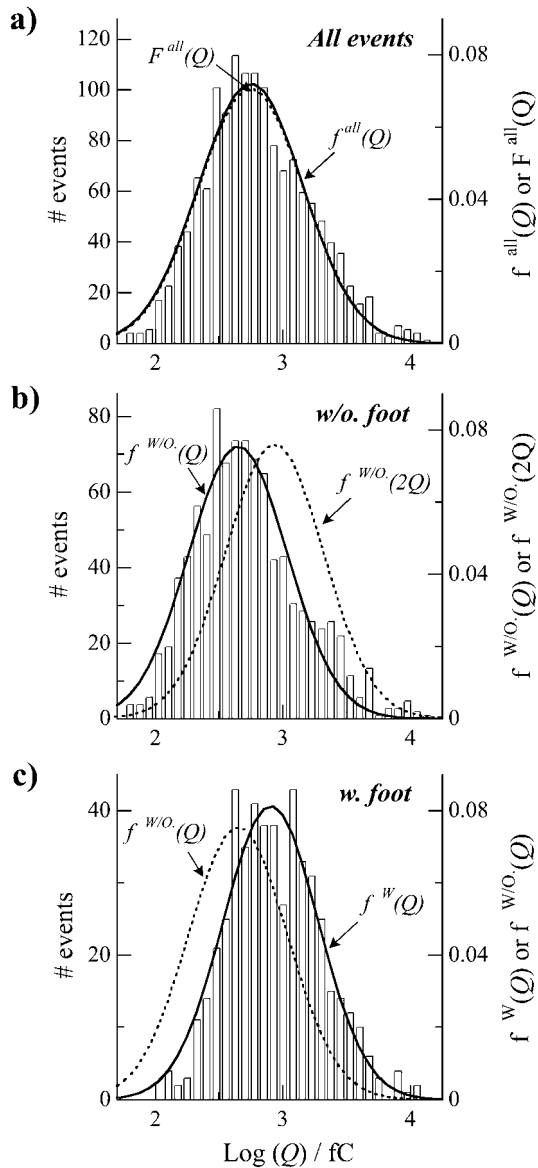 a)
All events
F all(Q)
f all(Q)
120
100
80
60
40
20
0
# events
0.08
0.04
0
f all(Q) or F all(Q)
2
3
4
b)
w/o. foot
f W/O.(Q)
f W/O.(2Q)
80
60
40
20
0
# events
0.08
0.04
0
f W/O.(Q) or f W/O.(2Q)
2
3
4
c)
w. foot
f W/O.(Q)
f W(Q)
40
20
0
# events
0.08
0.04
0
f W(Q) or f W/O.(Q)
2
3
4
Log (Q) / fC